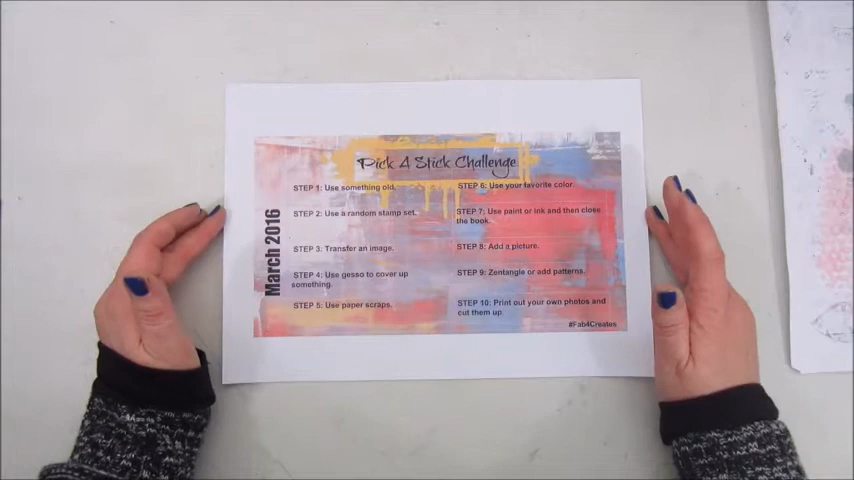 Pick A Stick Challenge
March 2016
STEP 1: Use something old.
STEP 2: Use a random stamp set.
STEP 3: Transfer an image.
STEP 4: Use gesso to cover up
something.
STEP 5: Use paper scraps.
STEP 6: Use your favorite color.
STEP 7: Use paint or ink and then close
the book.
STEP 8: Add a picture.
STEP 9: Zentangle or add patterns.
STEP 10: Print out your own photos and
cut them up
#Fab4Creates